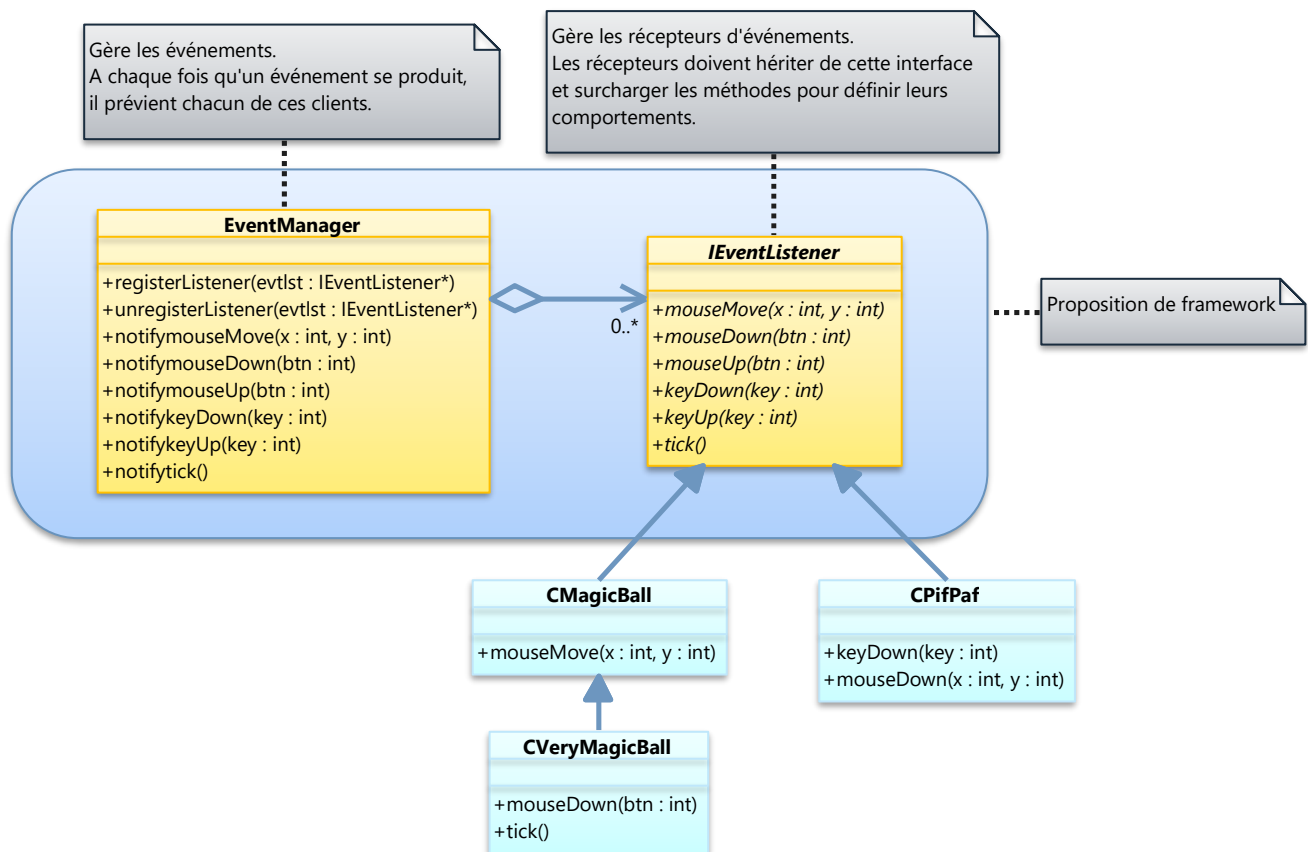 Gère les événements.
A chaque fois qu'un événement se produit,
il prévient chacun de ces clients.
Gère les récepteurs d'événements.
Les récepteurs doivent hériter de cette interface
et surcharger les méthodes pour définir leurs
comportements.
EventManager
+registerListener(evtlst : IEventListener*)
+unregisterListener(evtlst : IEventListener*)
+notifymouseMove(x : int, y : int)
+notifymouseDown(btn : int)
+notifymouseUp(btn : int)
+notifykeyDown(key : int)
+notifykeyUp(key : int)
+notifytick()
0..*
IEventListener
+mouseMove(x : int, y : int)
+mouseDown(btn : int)
+mouseUp(btn : int)
+keyDown(key : int)
+keyUp(key : int)
+tick()
Proposition de framework
CMagicBall
+mouseMove(x : int, y : int)
CPifPaf
+keyDown(key : int)
+mouseDown(x : int, y : int)
CVeryMagicBall
+mouseDown(btn : int)
+tick()